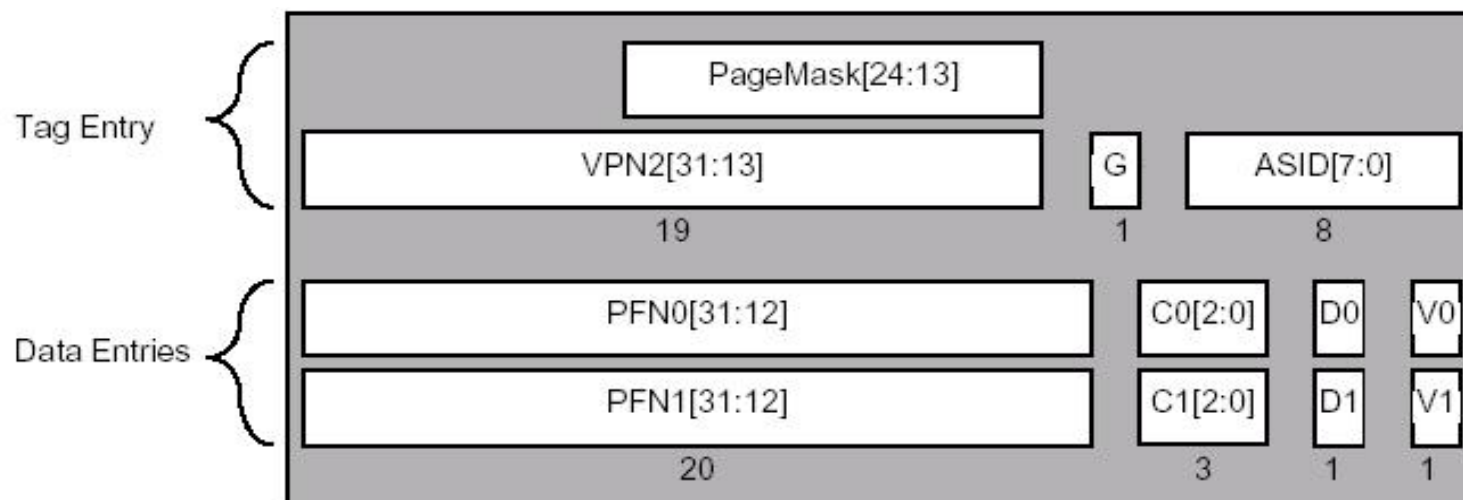 PageMask[24:13]
Tag Entry
VPN2[31:13] G ASID[7:0]
19 1 8
PFN0[31:12] C0[2:0] D0 V0
Data Entries
PFN1[31:12] C1[2:0] D1 V1
20 3 1 1